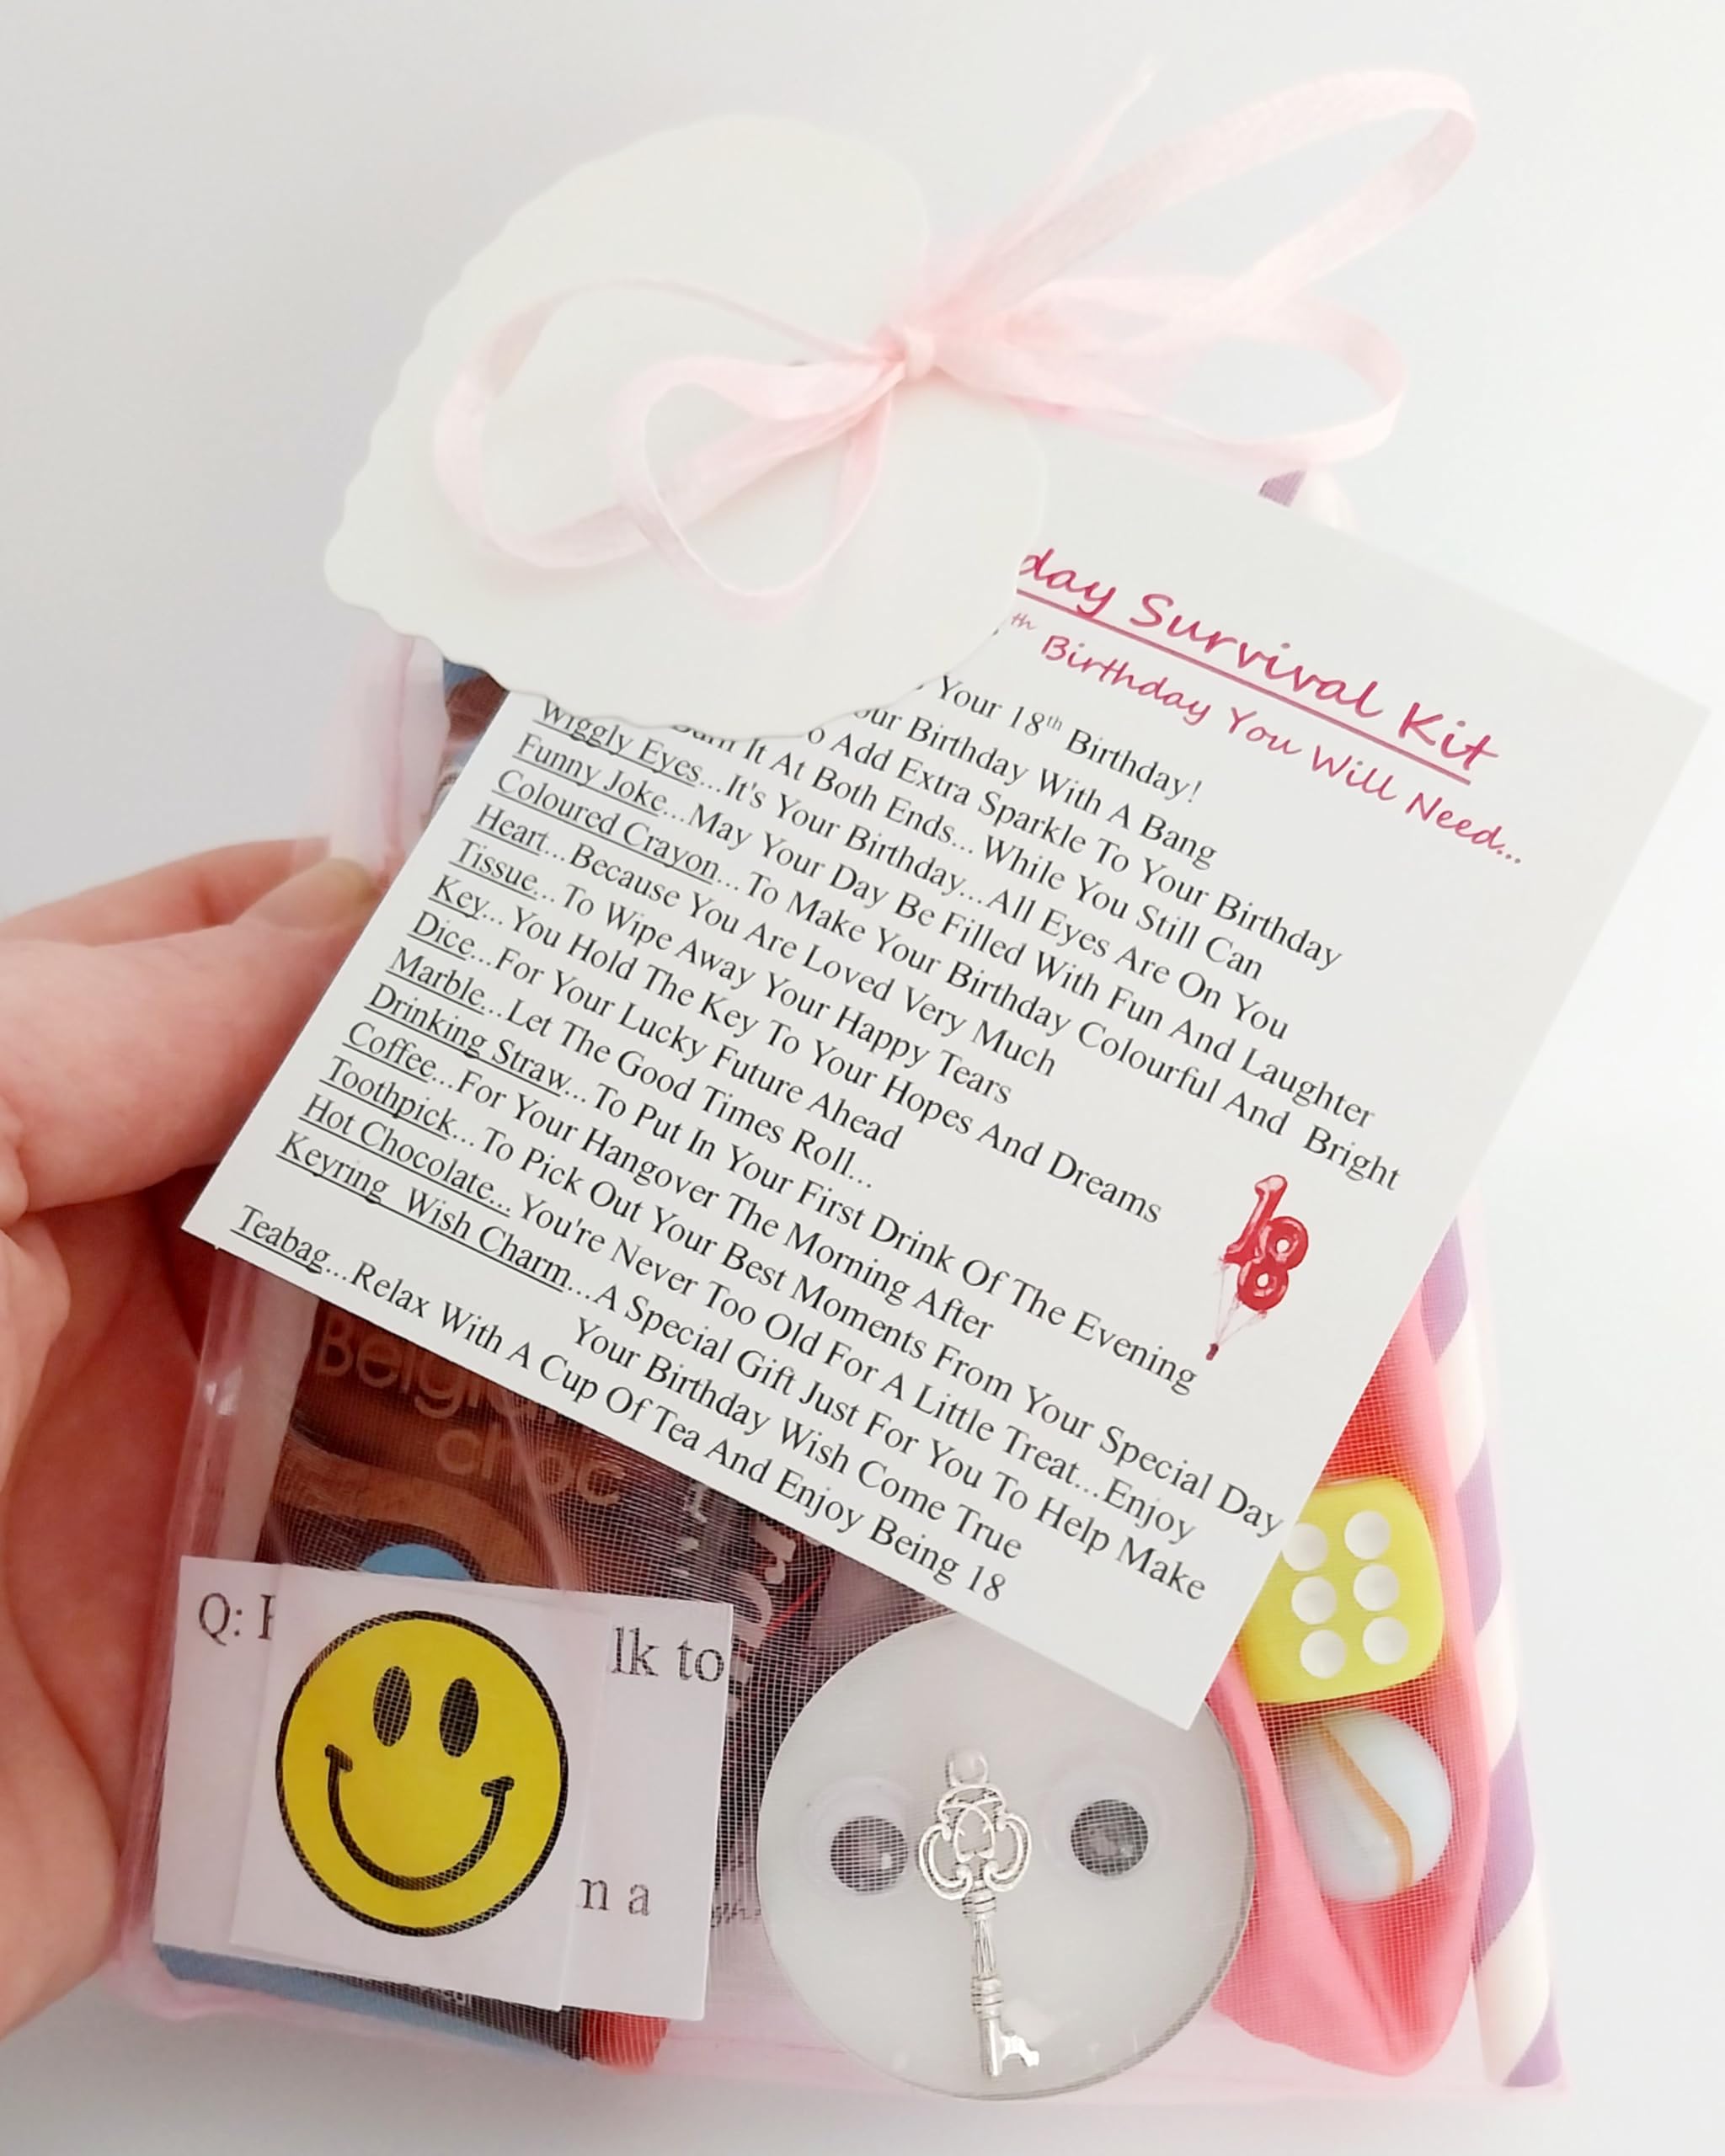 day Survival Kit
th Birthday You Will Need...
Your 18th Birthday!
our Birthday With A Bang
o Add Extra Sparkle To Your Birthday
Burn It At Both Ends... While You Still Can
Wiggly Eyes...It's Your Birthday...All Eyes Are On You
Funny Joke...May Your Day Be Filled With Fun And Laughter
Coloured Crayon...To Make Your Birthday Colourful And Bright
Heart...Because You Are Loved Very Much
Tissue...To Wipe Away Your Happy Tears
Key...You Hold The Key To Your Hopes And Dreams
Dice...For Your Lucky Future Ahead
Marble...Let The Good Times Roll...
Drinking Straw...To Put In Your First Drink Of The Evening
Coffee...For Your Hangover The Morning After
Toothpick...To Pick Out Your Best Moments From Your Special Day
Hot Chocolate... You're Never Too Old For A Little Treat...Enjoy
Keyring Wish Charm...A Special Gift Just For You To Help Make
Your Birthday Wish Come True
Teabag...Relax With A Cup Of Tea And Enjoy Being 18
18
Belgian
choc
Q: lk to
n a